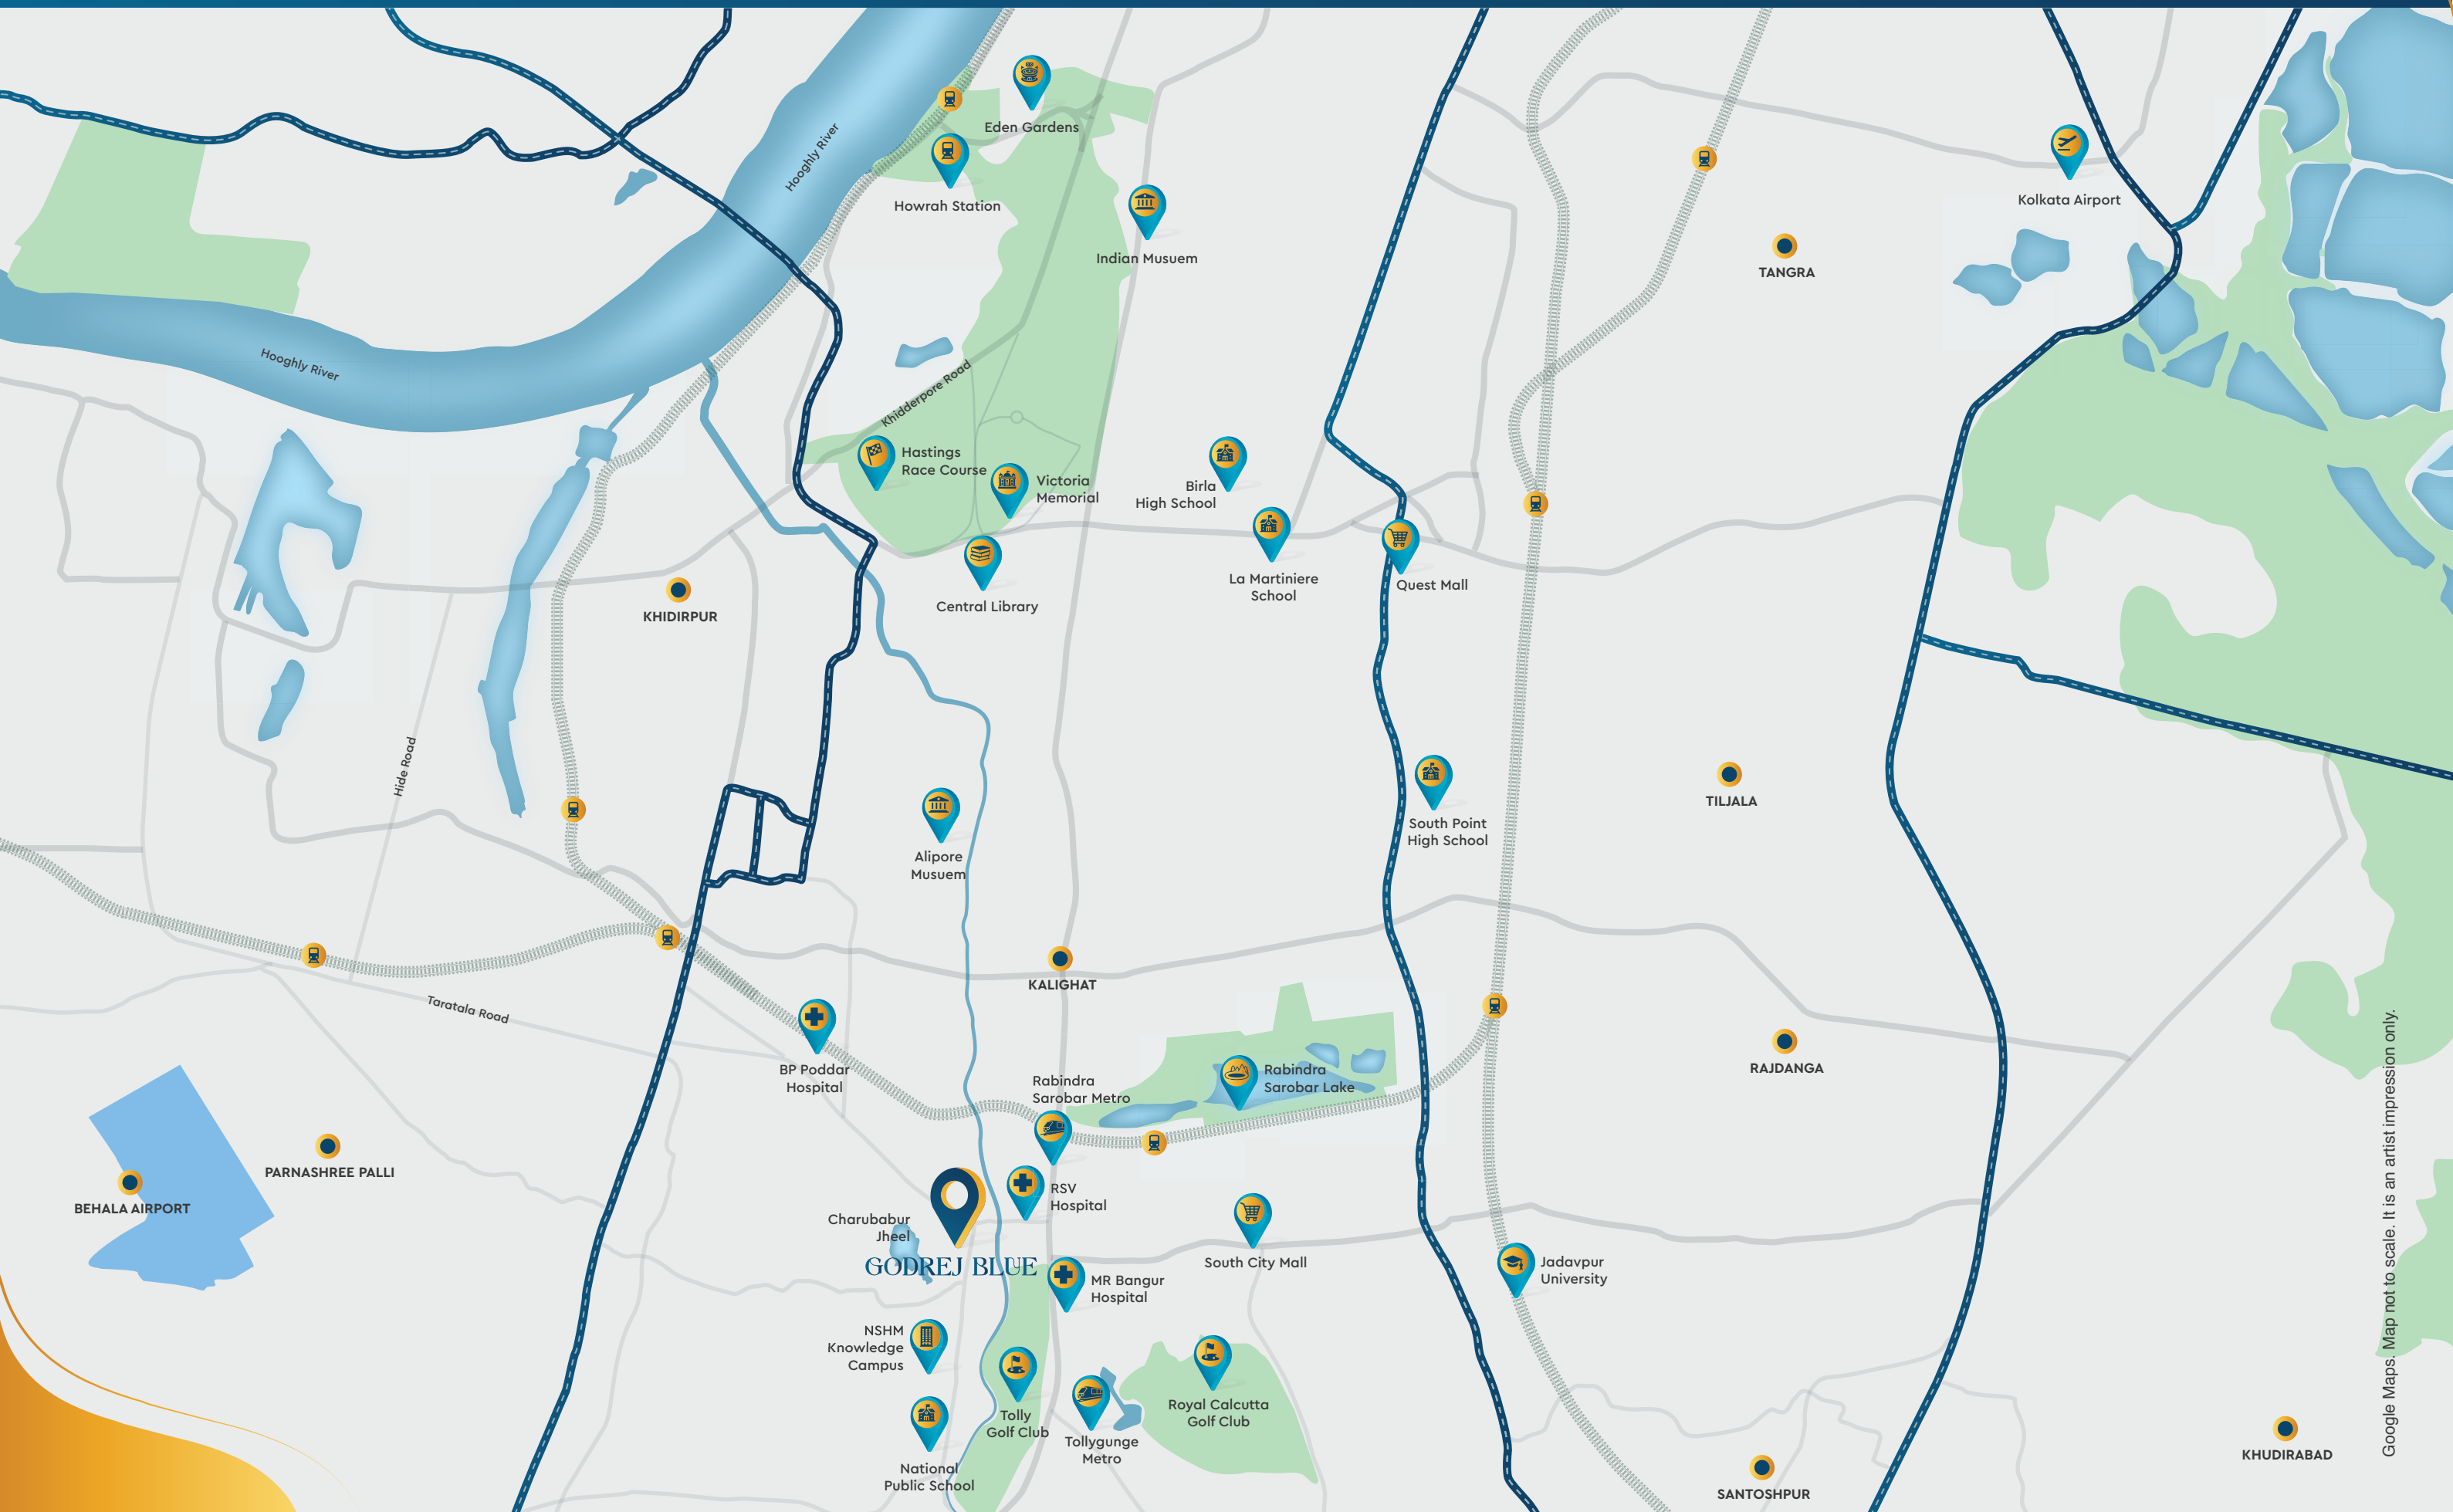 Eden Gardens
Hooghly River
Howrah Station
Kolkata Airport
Indian Musuem
TANGRA
Hooghly River
Khidderpore Road
Hastings
Race Course
Victoria
Memorial
Birla
High School
La Martiniere
School
Quest Mall
Central Library
KHIDIRPUR
Hide Road
TILJALA
South Point
High School
Alipore
Musuem
KALIGHAT
Taratala Road
BP Poddar
Hospital
Rabindra
Sarobar Metro
Rabindra
Sarobar Lake
RAJDANGA
PARNASHREE PALLI
BEHALA AIRPORT
RSV
Hospital
Charubabur
Jheel
GODREJ BLUE
South City Mall
Jadavpur
University
MR Bangur
Hospital
NSHM
Knowledge
Campus
Tolly
Golf Club
Royal Calcutta
Golf Club
Tollygunge
Metro
National
Public School
KHUDIRABAD
SANTOSHPUR
Google Maps. Map not to scale. It is an artist impression only.